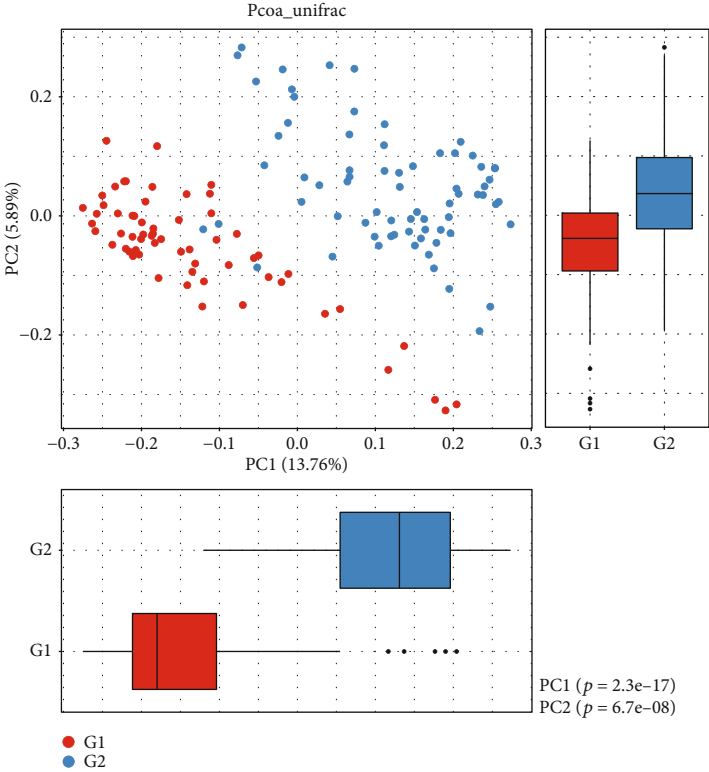 Pcoa_unifrac
PC2 (5.89%)
0.2
0.0
−0.2
−0.3 −0.2 −0.1 0.0 0.1 0.2 0.3
PC1 (13.76%)
G1 G2
G2
G1
PC1 (p = 2.3e–17)
PC2 (p = 6.7e–08)
G1
G2